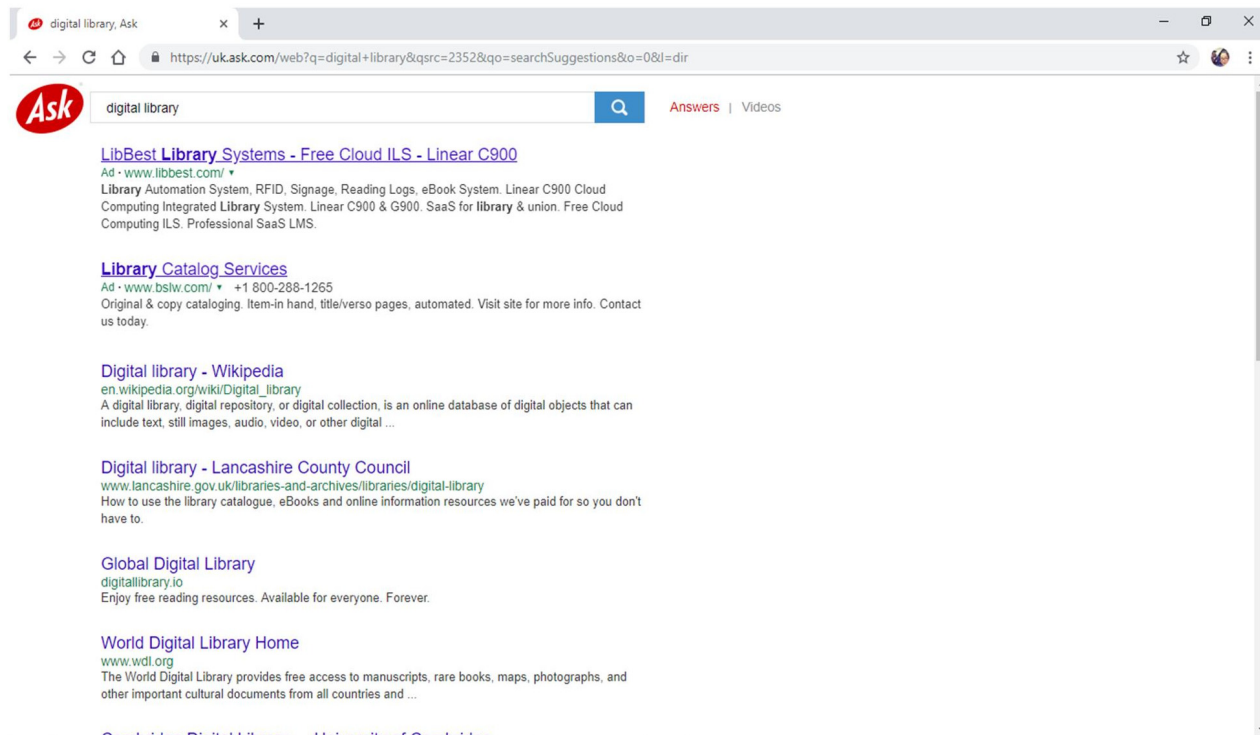 digital library, Ask
https://uk.ask.com/web?q=digital+library&qsrc=2352&qo=searchSuggestions&o=0&l=dir
Ask
digital library
Answers | Videos
LibBest Library Systems - Free Cloud ILS - Linear C900
Ad · www.libbest.com/
Library Automation System, RFID, Signage, Reading Logs, eBook System. Linear C900 Cloud
Computing Integrated Library System. Linear C900 & G900. SaaS for library & union. Free Cloud
Computing ILS. Professional SaaS LMS.
Library Catalog Services
Ad · www.bslw.com/ +1 800-288-1265
Original & copy cataloging. Item-in hand, title/verso pages, automated. Visit site for more info. Contact
us today.
Digital library - Wikipedia
en.wikipedia.org/wiki/Digital_library
A digital library, digital repository, or digital collection, is an online database of digital objects that can
include text, still images, audio, video, or other digital ...
Digital library - Lancashire County Council
www.lancashire.gov.uk/libraries-and-archives/libraries/digital-library
How to use the library catalogue, eBooks and online information resources we've paid for so you don't
have to.
Global Digital Library
digitallibrary.io
Enjoy free reading resources. Available for everyone. Forever.
World Digital Library Home
www.wdl.org
The World Digital Library provides free access to manuscripts, rare books, maps, photographs, and
other important cultural documents from all countries and ...